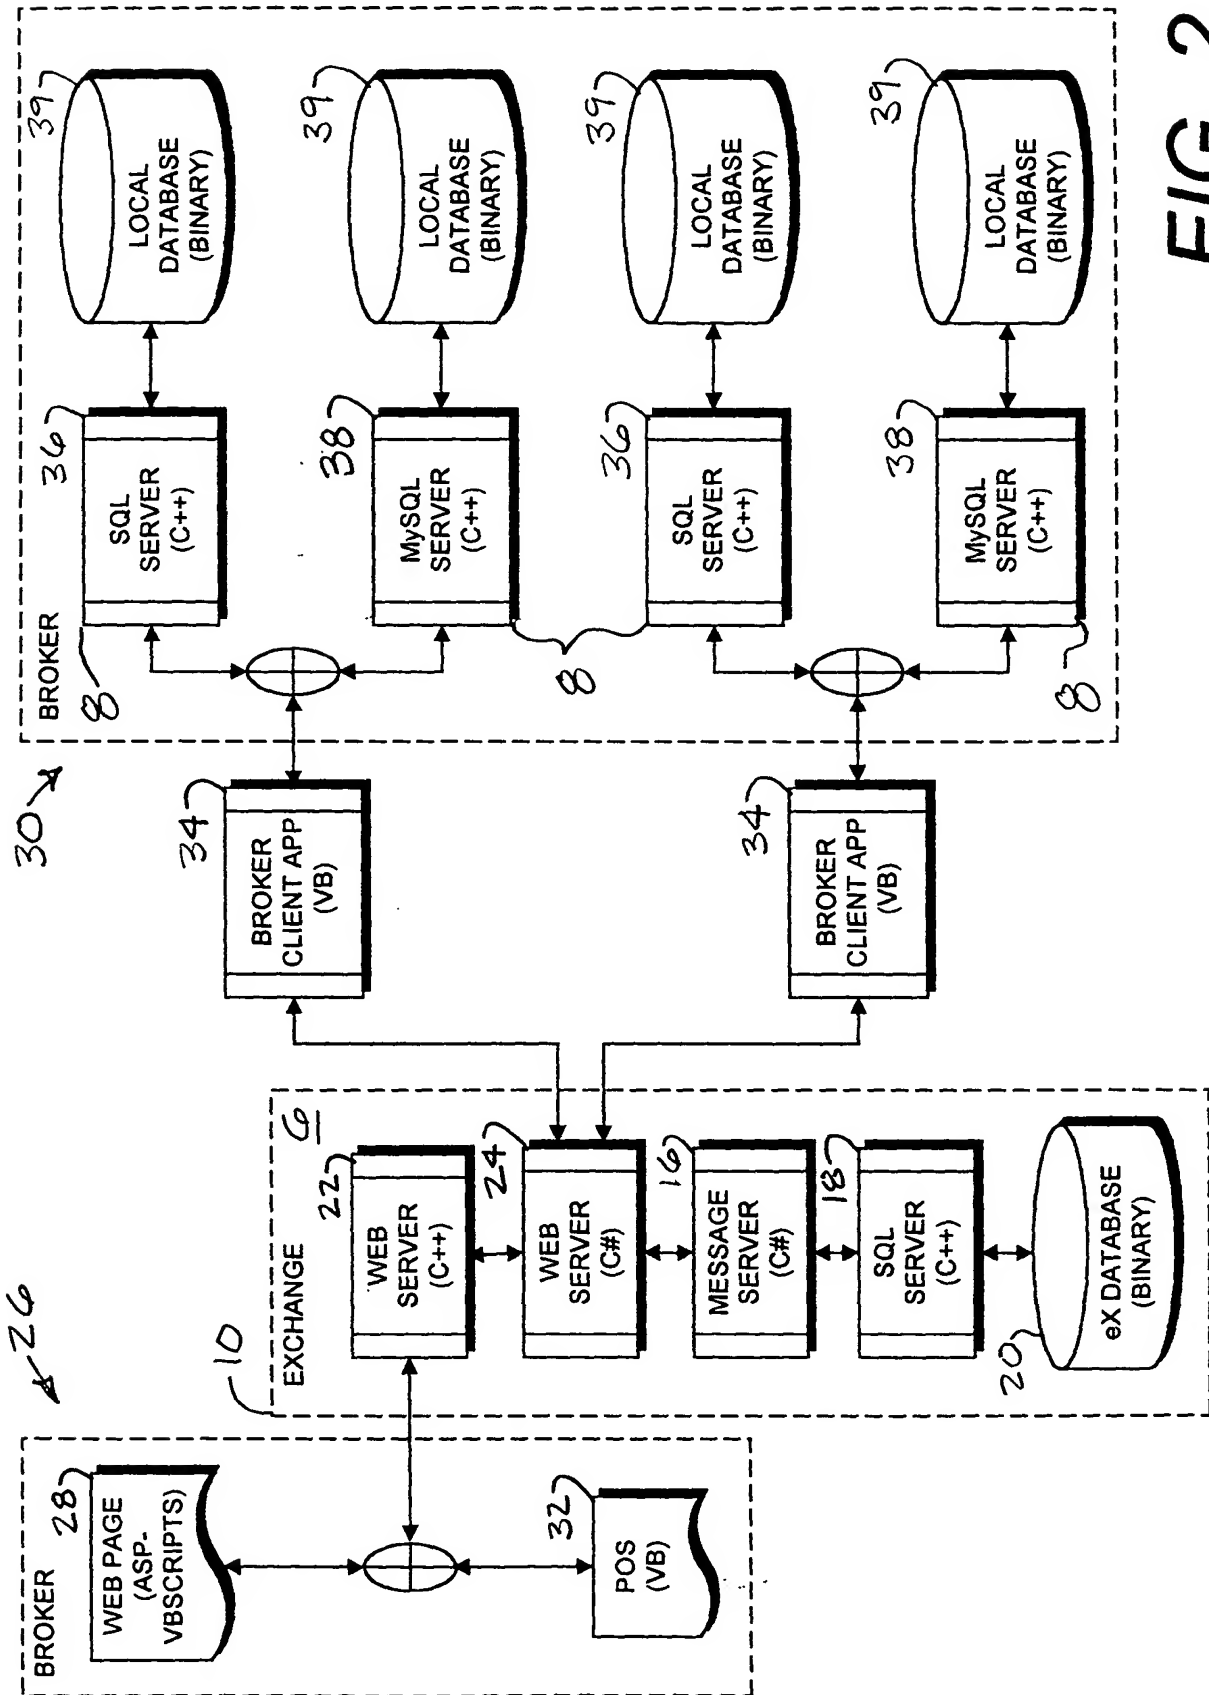 BROKER
28
WEB PAGE
(ASP-
VBSCRIPTS)
32
POS
(VB)
26
10
EXCHANGE
6
22
WEB
SERVER
(C++)
24
WEB
SERVER
(C#)
16
MESSAGE
SERVER
(C#)
18
SQL
SERVER
(C++)
20
eX DATABASE
(BINARY)
34
BROKER
CLIENT APP
(VB)
34
BROKER
CLIENT APP
(VB)
30
BROKER
8
36
SQL
SERVER
(C++)
39
LOCAL
DATABASE
(BINARY)
38
MySQL
SERVER
(C++)
39
LOCAL
DATABASE
(BINARY)
8
36
SQL
SERVER
(C++)
39
LOCAL
DATABASE
(BINARY)
8
38
MySQL
SERVER
(C++)
39
LOCAL
DATABASE
(BINARY)
FIG 2